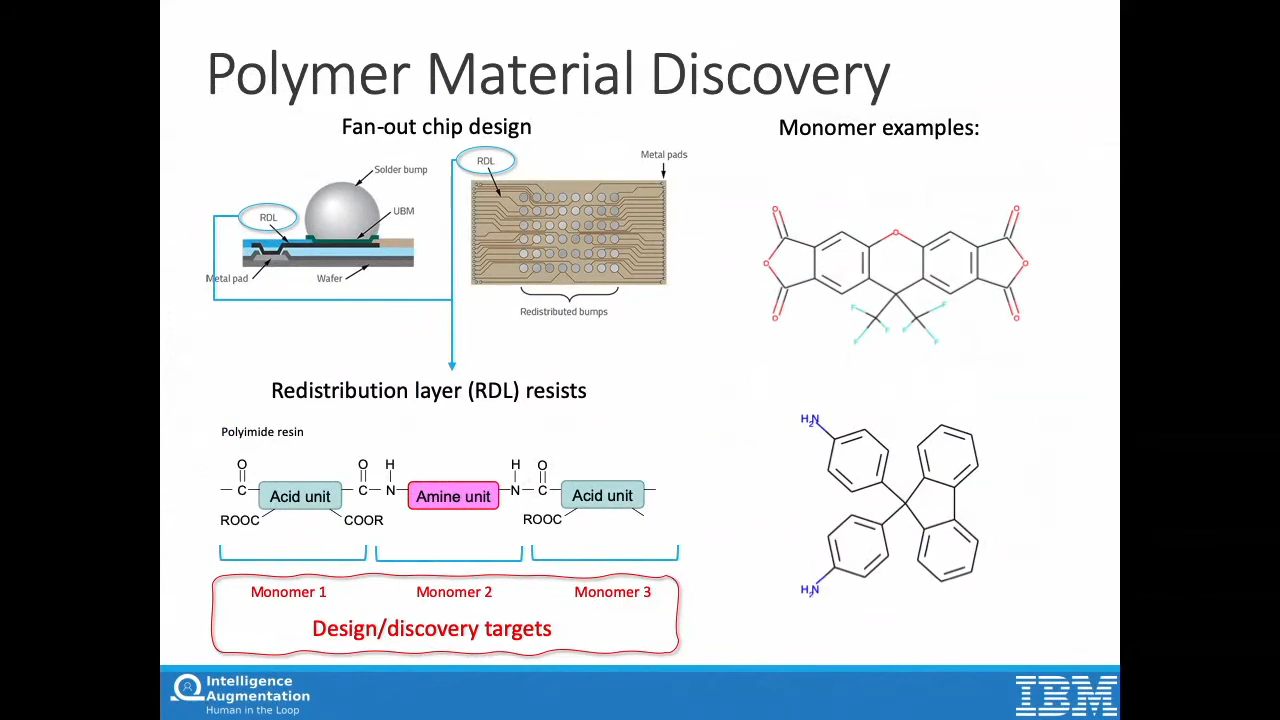 Polymer Material Discovery
Fan-out chip design
Monomer examples:
RDL
Metal pads
Solder bump
RDL
UBM
Metal pad
Wafer
Redistributed bumps
Redistribution layer (RDL) resists
Polyimide resin
O O H H O
C Acid unit C N Amine unit N C Acid unit
ROOC COOR ROOC
Monomer 1 Monomer 2 Monomer 3
Design/discovery targets
O O
O
O O
O O
F F
F F
F F
H₂N
H₂N
Intelligence
Augmentation
Human in the Loop
IBM